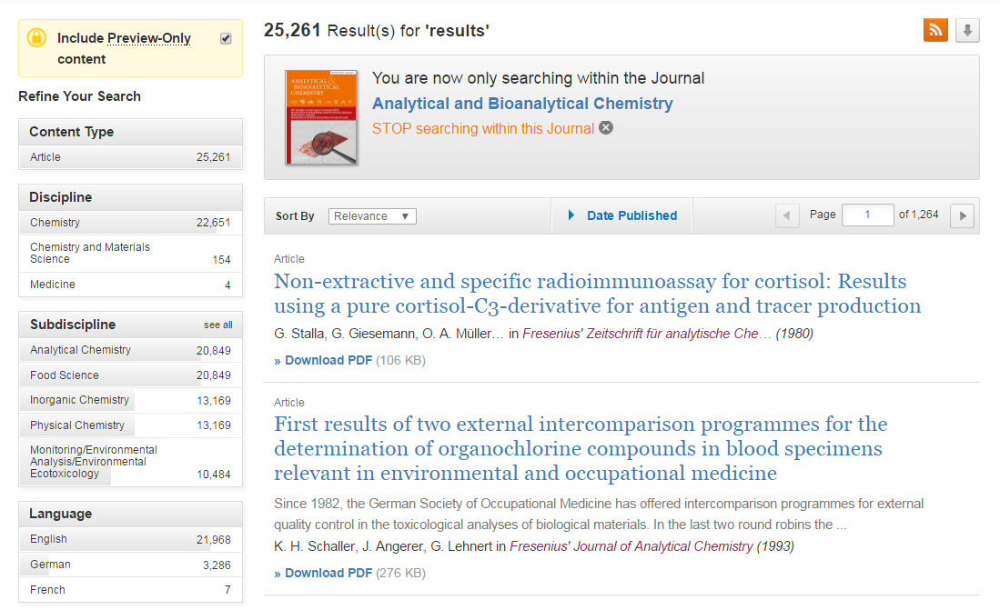 Include Preview-Only
content
Refine Your Search
Content Type
Article 25,261
Discipline
Chemistry 22,651
Chemistry and Materials
Science 154
Medicine 4
Subdiscipline see all
Analytical Chemistry 20,849
Food Science 20,849
Inorganic Chemistry 13,169
Physical Chemistry 13,169
Monitoring/Environmental
Analysis/Environmental
Ecotoxicology 10,484
Language
English 21,968
German 3,286
French 7
25,261 Result(s) for 'results'
ANALYTICAL &
BIOANALYTICAL
CHEMISTRY
You are now only searching within the Journal
Analytical and Bioanalytical Chemistry
STOP searching within this Journal
Sort By Relevance ▼ Date Published Page 1 of 1,264
Article
Non-extractive and specific radioimmunoassay for cortisol: Results
using a pure cortisol-C3-derivative for antigen and tracer production
G. Stalla, G. Giesemann, O. A. Müller… in Fresenius' Zeitschrift für analytische Che… (1980)
» Download PDF (106 KB)
Article
First results of two external intercomparison programmes for the
determination of organochlorine compounds in blood specimens
relevant in environmental and occupational medicine
Since 1982, the German Society of Occupational Medicine has offered intercomparison programmes for external
quality control in the toxicological analyses of biological materials. In the last two round robins the ...
K. H. Schaller, J. Angerer, G. Lehnert in Fresenius' Journal of Analytical Chemistry (1993)
» Download PDF (276 KB)